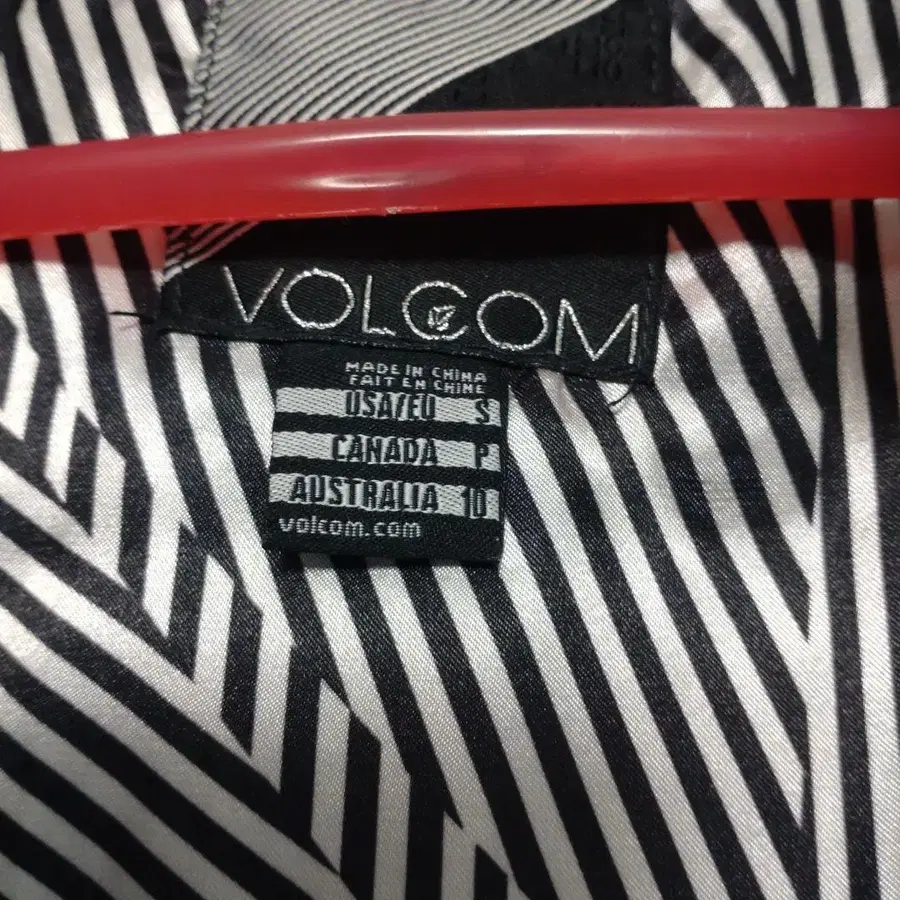 VOLCOM
MADE IN CHINA
FAIT EN CHINE
USA/EU S
CANADA P
AUSTRALIA 10
volcom.com